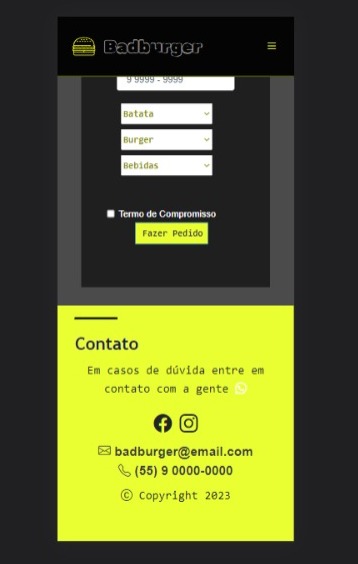 Badburger
9 9999 - 9999
Batata
Burger
Bebidas
Termo de Compromisso
Fazer Pedido
Contato
Em casos de dúvida entre em
contato com a gente
badburger@email.com
(55) 9 0000-0000
© Copyright 2023